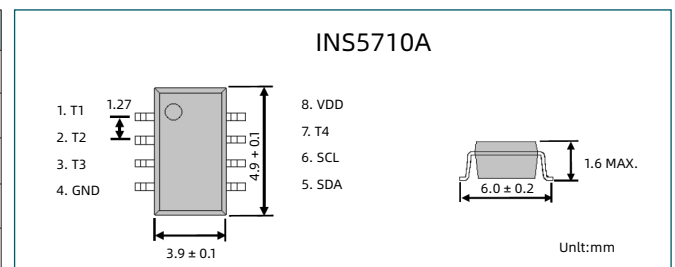 INS5710A
1. T1
1.27
2. T2
3. T3
4. GND
4.9 ± 0.1
3.9 ± 0.1
8. VDD
7. T4
6. SCL
5. SDA
1.6 MAX.
6.0 ± 0.2
Unlt:mm